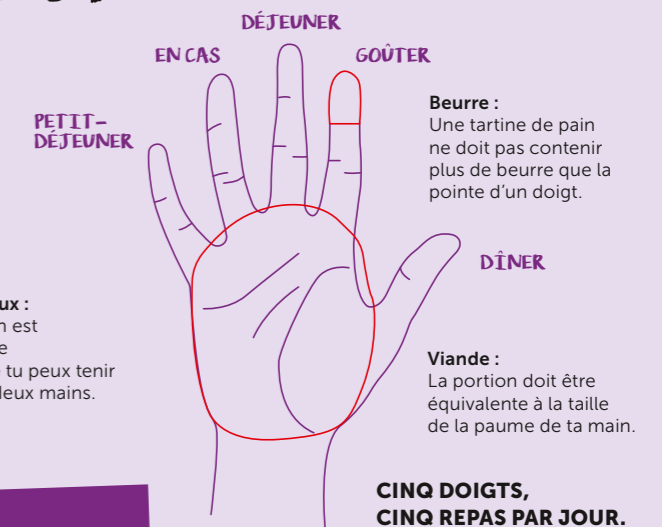 DÉJEUNER
EN CAS
GOÛTER
PETIT-
DÉJEUNER
Beurre :
Une tartine de pain
ne doit pas contenir
plus de beurre que la
pointe d'un doigt.
DÎNER
ux :
est
tu peux tenir
deux mains.
Viande :
La portion doit être
équivalente à la taille
de la paume de ta main.
CINQ DOIGTS,
CINQ REPAS PAR JOUR.